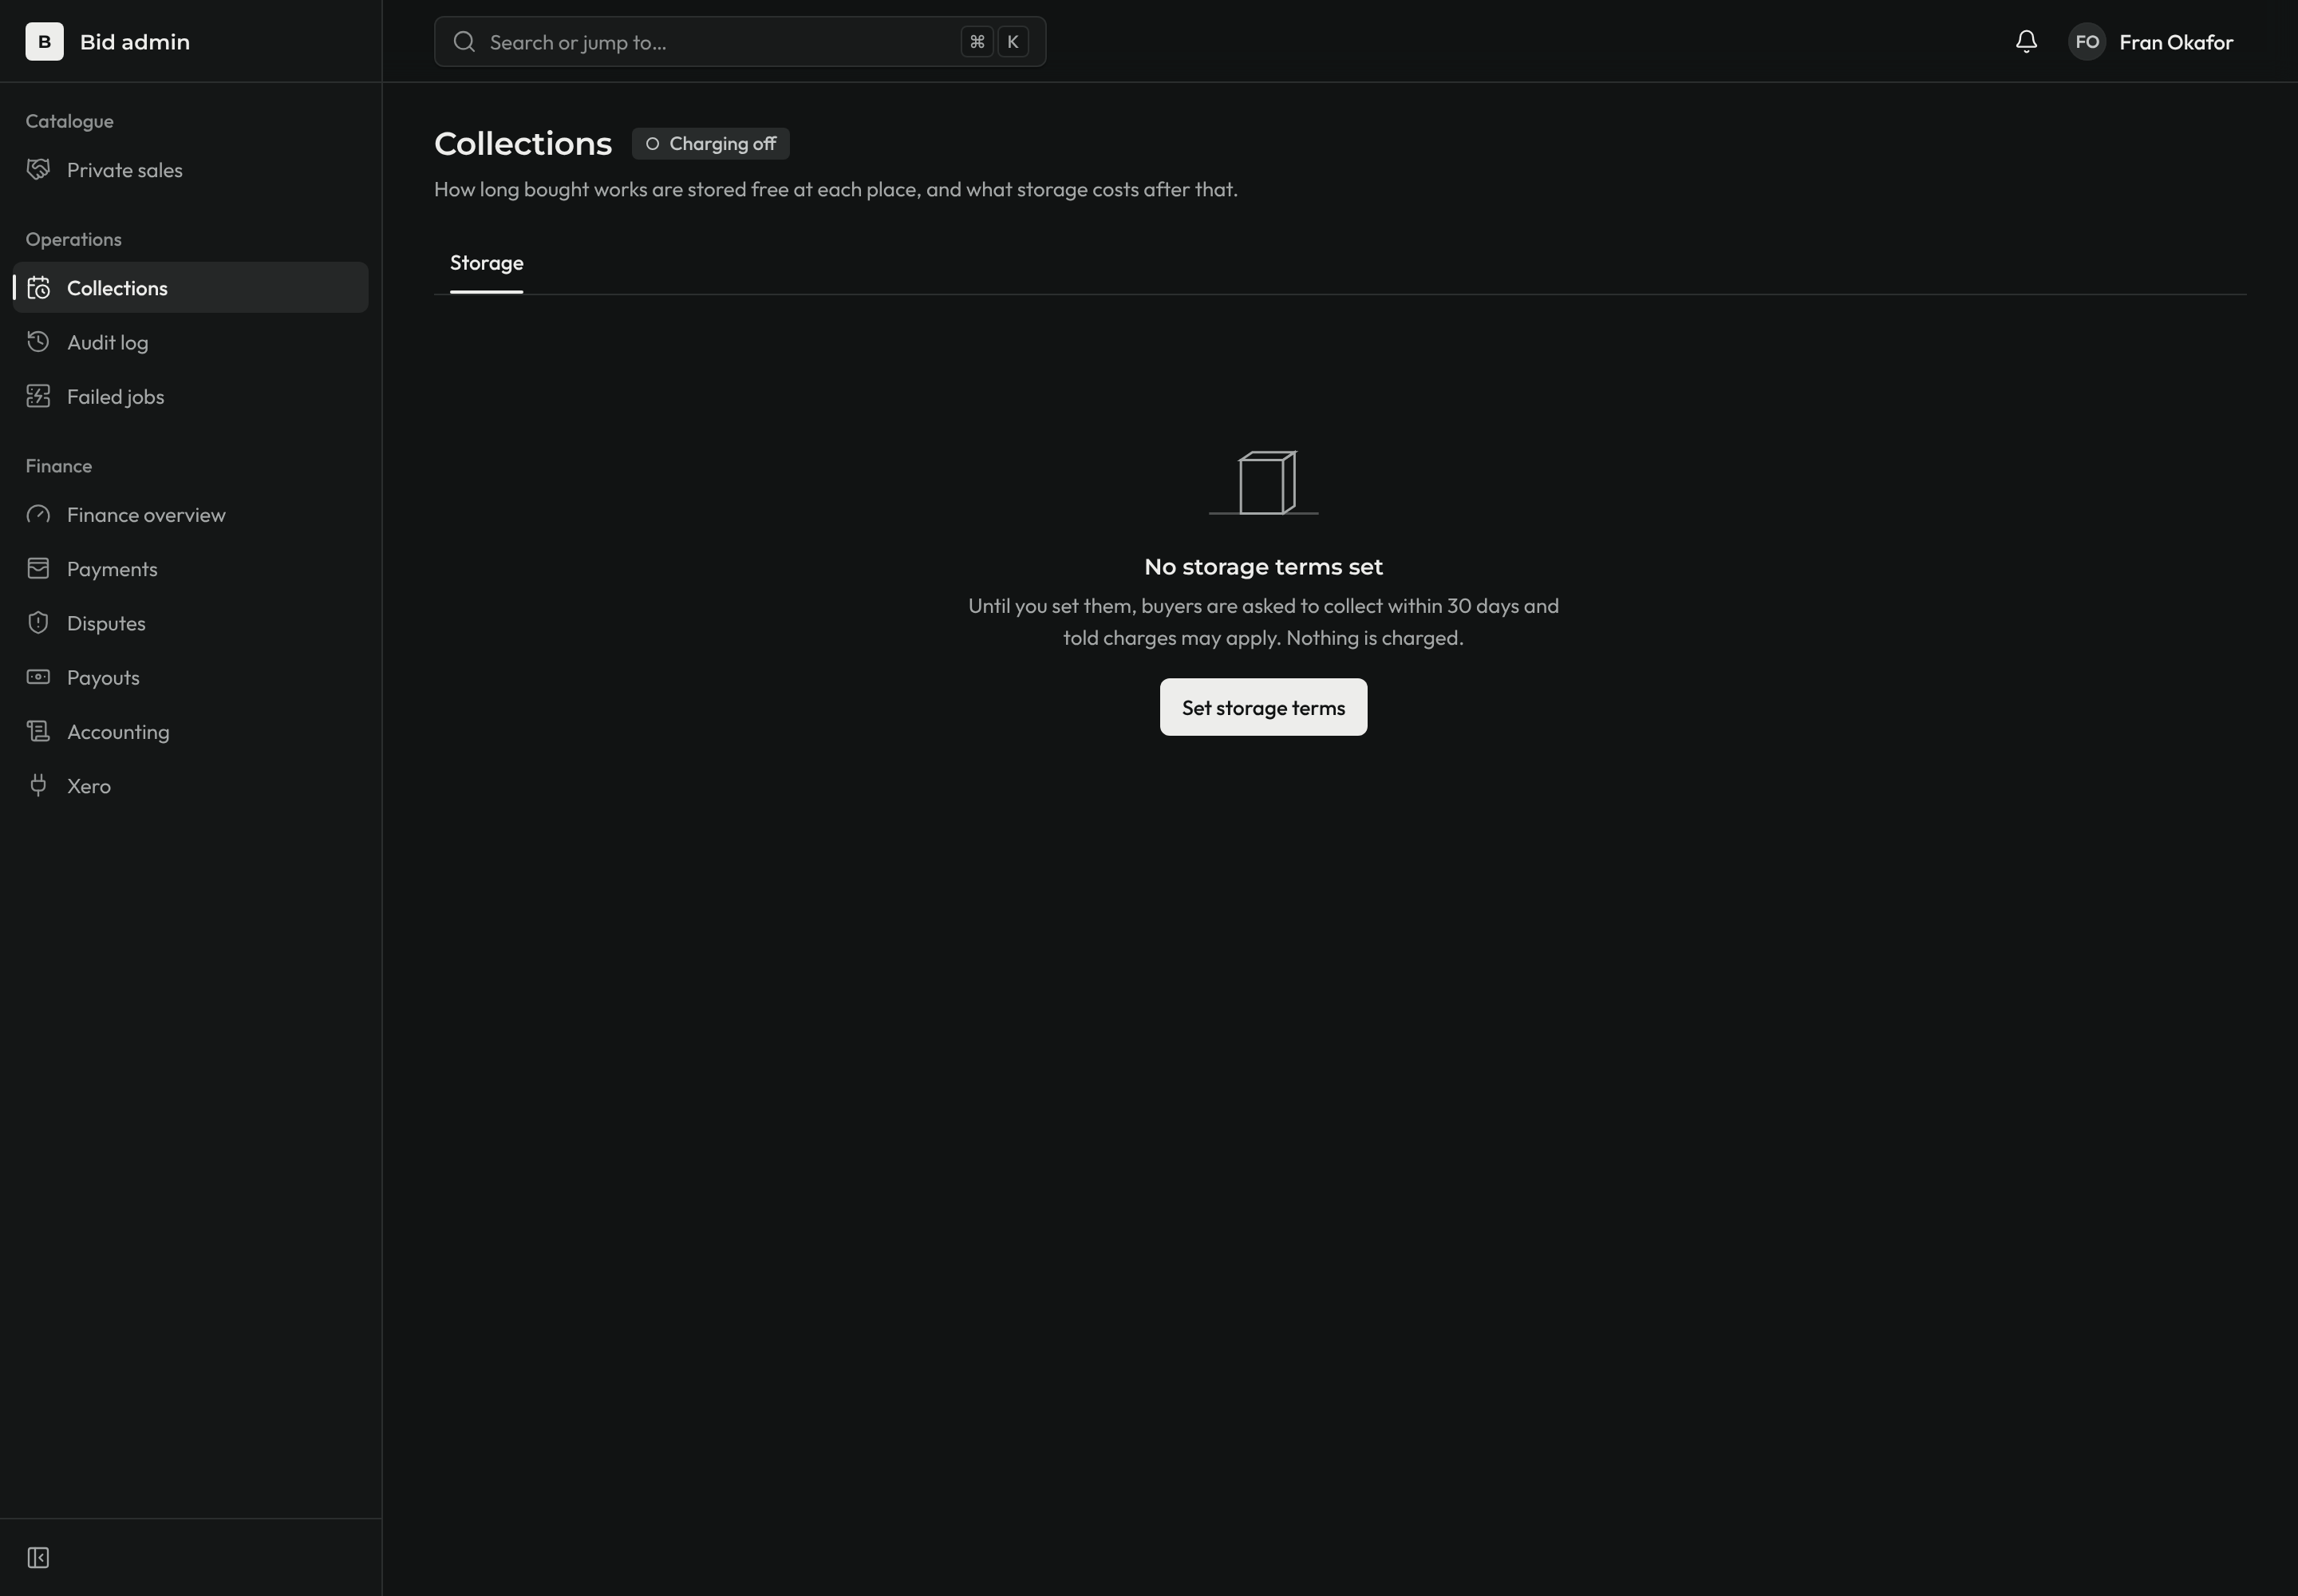 B Bid admin
Search or jump to...
⌘ K
FO Fran Okafor
Catalogue
Private sales
Operations
Collections
Audit log
Failed jobs
Finance
Finance overview
Payments
Disputes
Payouts
Accounting
Xero
Collections
Charging off
How long bought works are stored free at each place, and what storage costs after that.
Storage
No storage terms set
Until you set them, buyers are asked to collect within 30 days and
told charges may apply. Nothing is charged.
Set storage terms